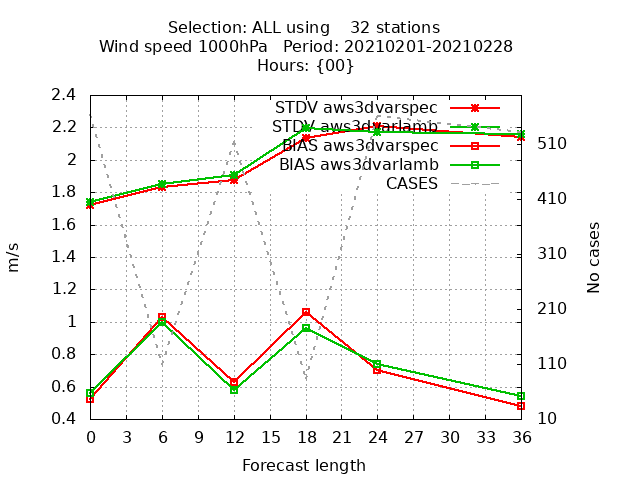 Selection: ALL using 32 stations
Wind speed 1000hPa Period: 20210201-20210228
Hours: {00}
STDV aws3dvarspec
STDV aws3dvarlamb
BIAS aws3dvarspec
BIAS aws3dvarlamb
CASES
2.4
2.2
2
1.8
1.6
1.4
1.2
1
0.8
0.6
0.4
m/s
510
410
310
210
110
10
No cases
0 3 6 9 12 15 18 21 24 27 30 33 36
Forecast length